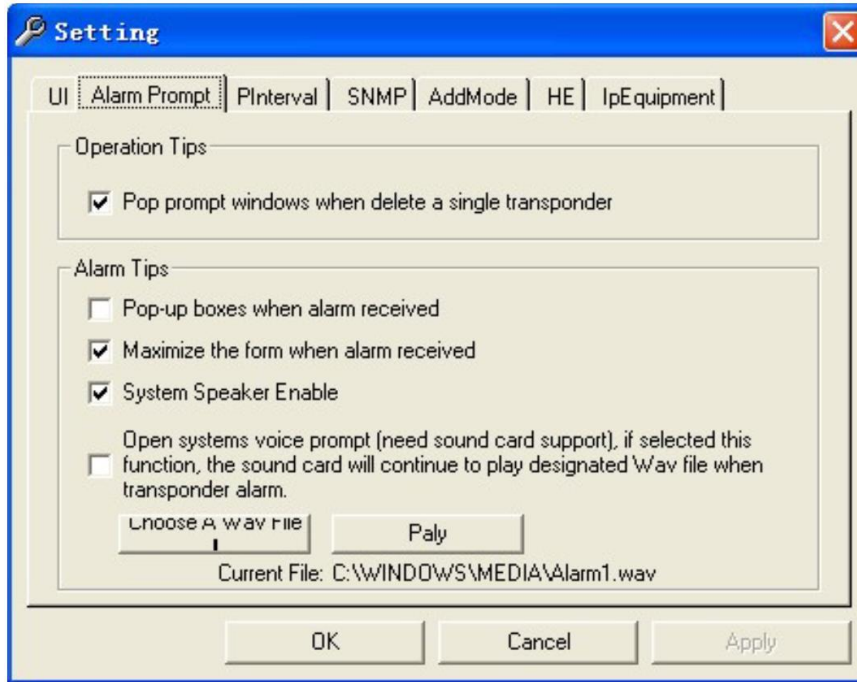 Setting
UI Alarm Prompt PInterval SNMP AddMode HE IpEquipment
Operation Tips
Pop prompt windows when delete a single transponder
Alarm Tips
Pop-up boxes when alarm received
Maximize the form when alarm received
System Speaker Enable
Open systems voice prompt (need sound card support), if selected this
function, the sound card will continue to play designated Wav file when
transponder alarm.
Choose A Wav File Paly
Current File: C:\WINDOWS\MEDIA\Alarm1.wav
OK Cancel Apply